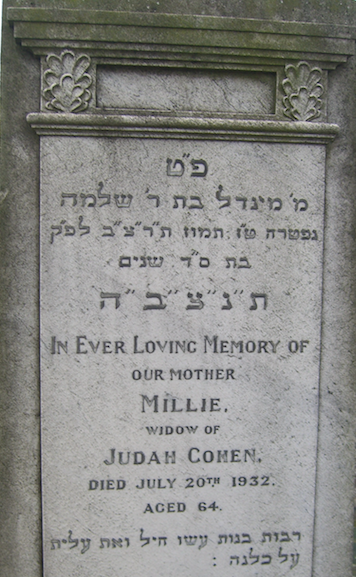 פ"ט
מ' מינדל בת ר' שלמה
נפטרה ט"ז תמוז ת"ר"צ"ב לפ"ק
בת ס"ד שנים
ת"נ"צ"ב"ה
IN EVER LOVING MEMORY OF
OUR MOTHER
MILLIE,
WIDOW OF
JUDAH COHEN,
DIED JULY 20TH 1932.
AGED 64.
רבות בנות עשו חיל ואת עלית
על כלנה :